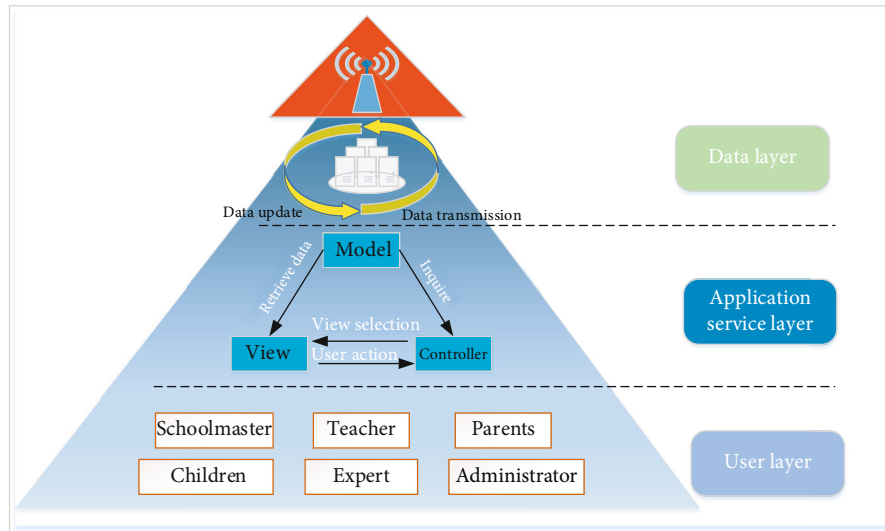 Data layer
Data update
Data transmission
Model
Retrieve data
Inquire
View selection
View
User action
Controller
Application
service layer
Schoolmaster
Teacher
Parents
Children
Expert
Administrator
User layer